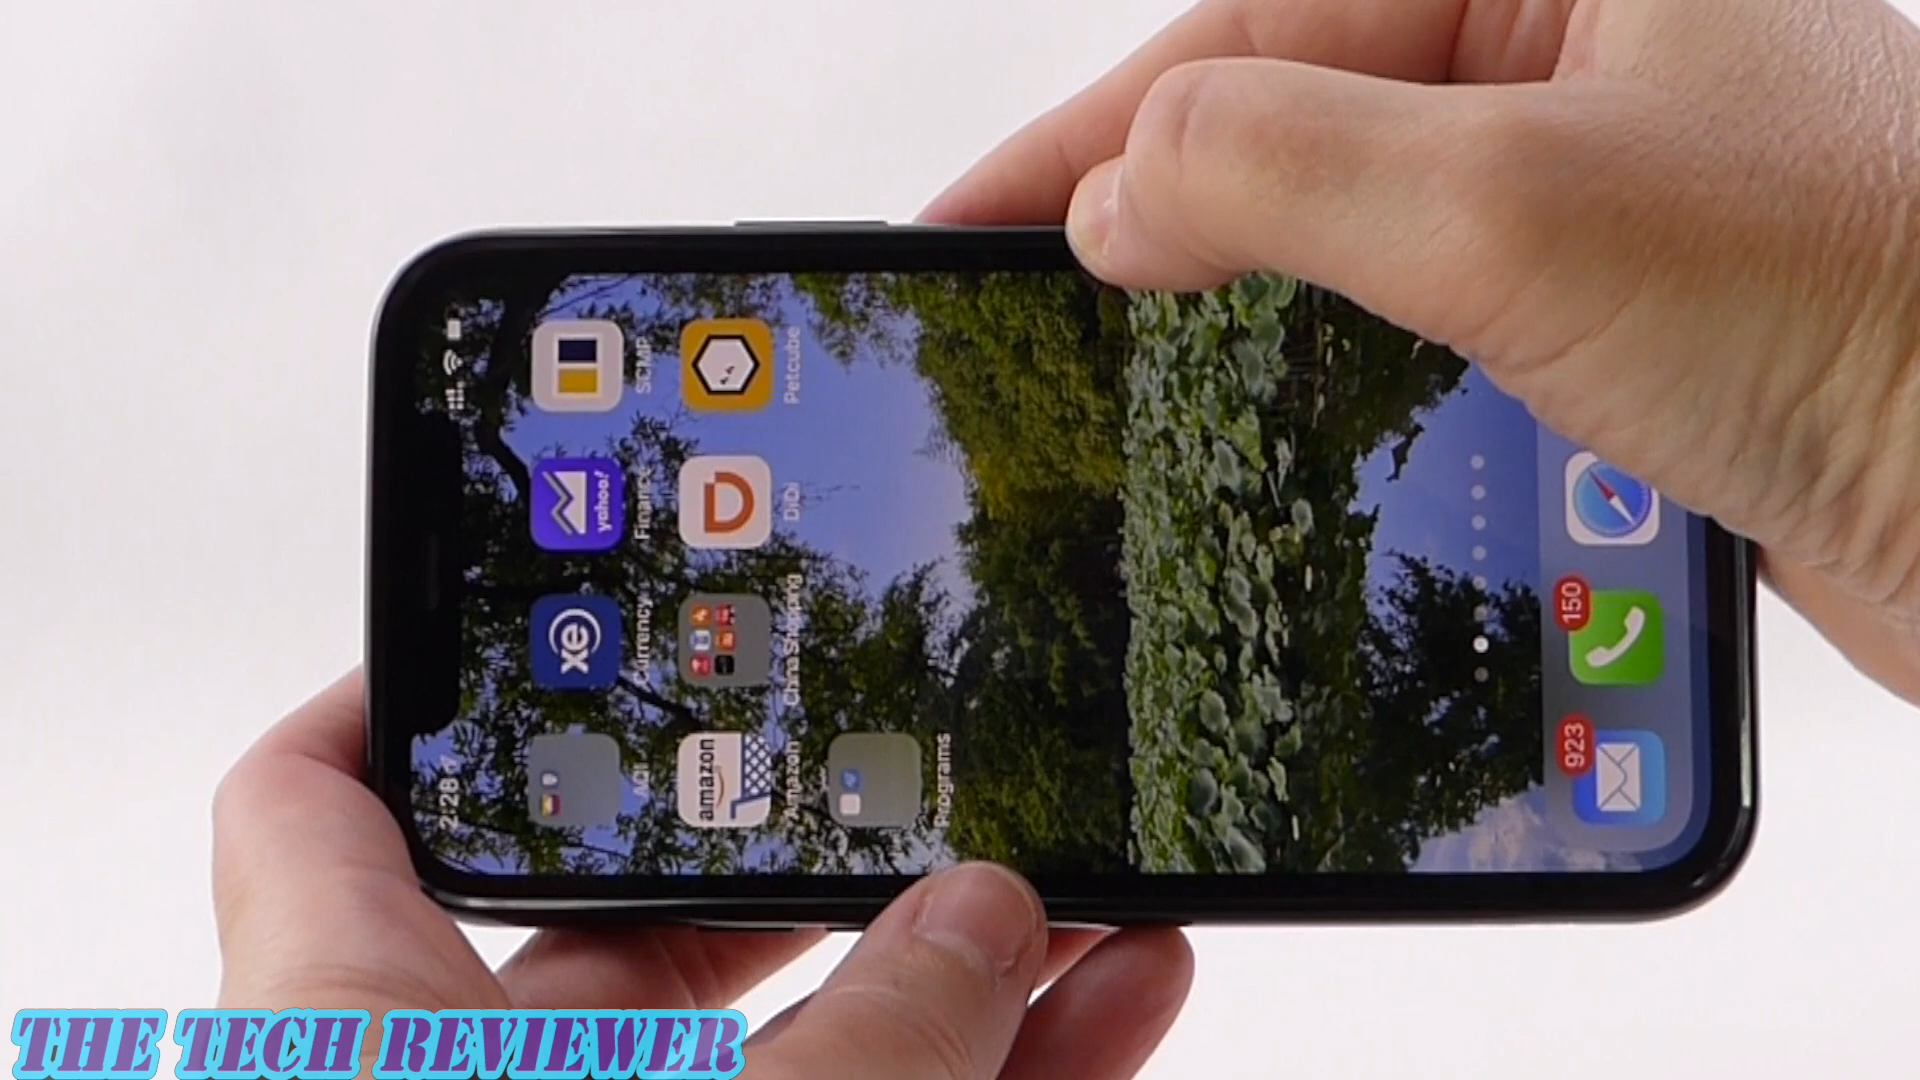 2:28
AQI
Currency
Finance
SCMP
xe
yahoo!
Amazon
China Shopping
DiDi
Petcube
amazon
Programs
923
150
THE TECH REVIEWER